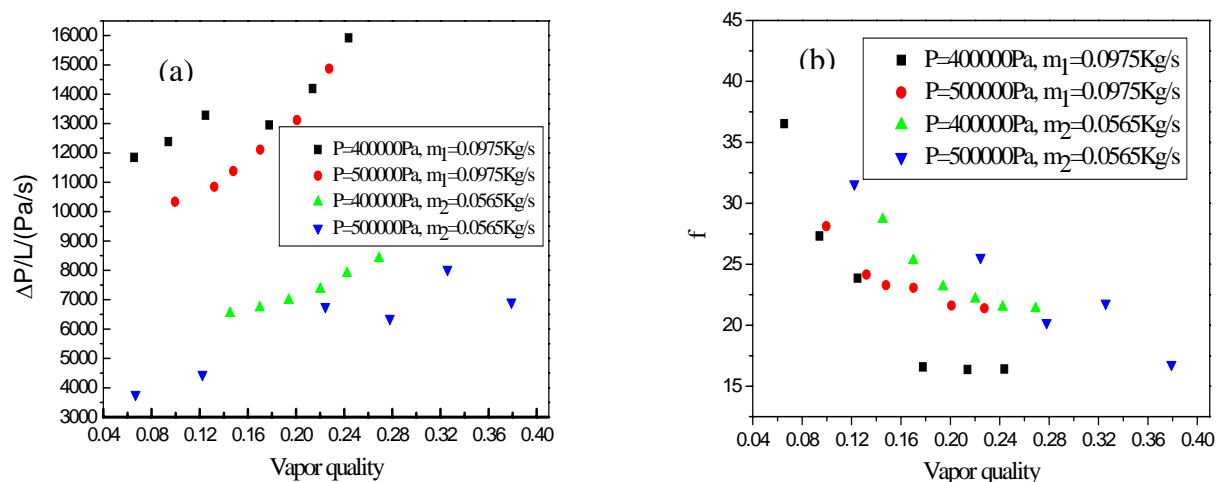 16000
15000
14000
13000
12000
11000
10000
9000
8000
7000
6000
5000
4000
3000
ΔP/L/(Pa/s)
(a)
P=400000Pa, m1=0.0975Kg/s
P=500000Pa, m1=0.0975Kg/s
P=400000Pa, m2=0.0565Kg/s
P=500000Pa, m2=0.0565Kg/s
0.04 0.08 0.12 0.16 0.20 0.24 0.28 0.32 0.36 0.40
Vapor quality
45
40
35
30
25
20
15
f
(b)
P=400000Pa, m1=0.0975Kg/s
P=500000Pa, m1=0.0975Kg/s
P=400000Pa, m2=0.0565Kg/s
P=500000Pa, m2=0.0565Kg/s
0.04 0.08 0.12 0.16 0.20 0.24 0.28 0.32 0.36 0.40
Vapor quality